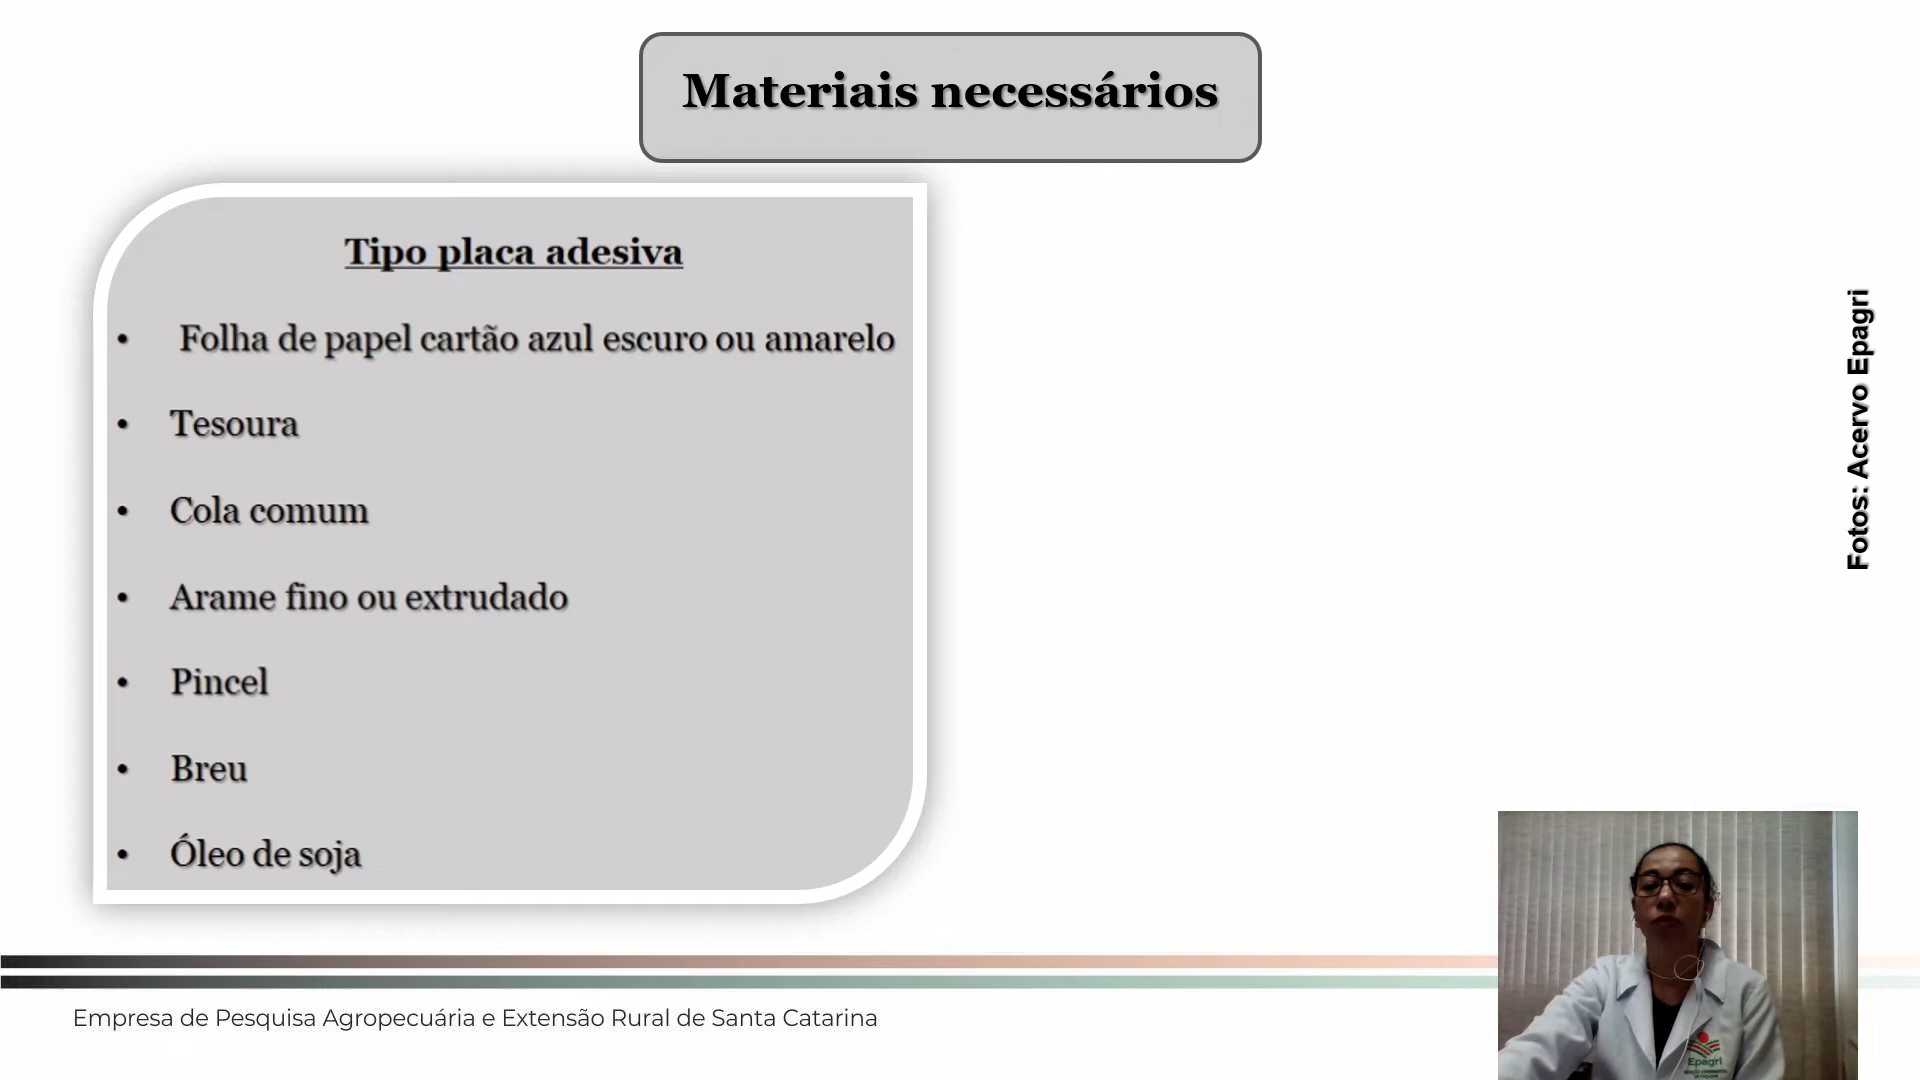 Materiais necessários
Tipo placa adesiva
• Folha de papel cartão azul escuro ou amarelo
• Tesoura
• Cola comum
• Arame fino ou extrudado
• Pincel
• Breu
• Óleo de soja
Fotos: Acervo Epagri
Empresa de Pesquisa Agropecuária e Extensão Rural de Santa Catarina
Epagri